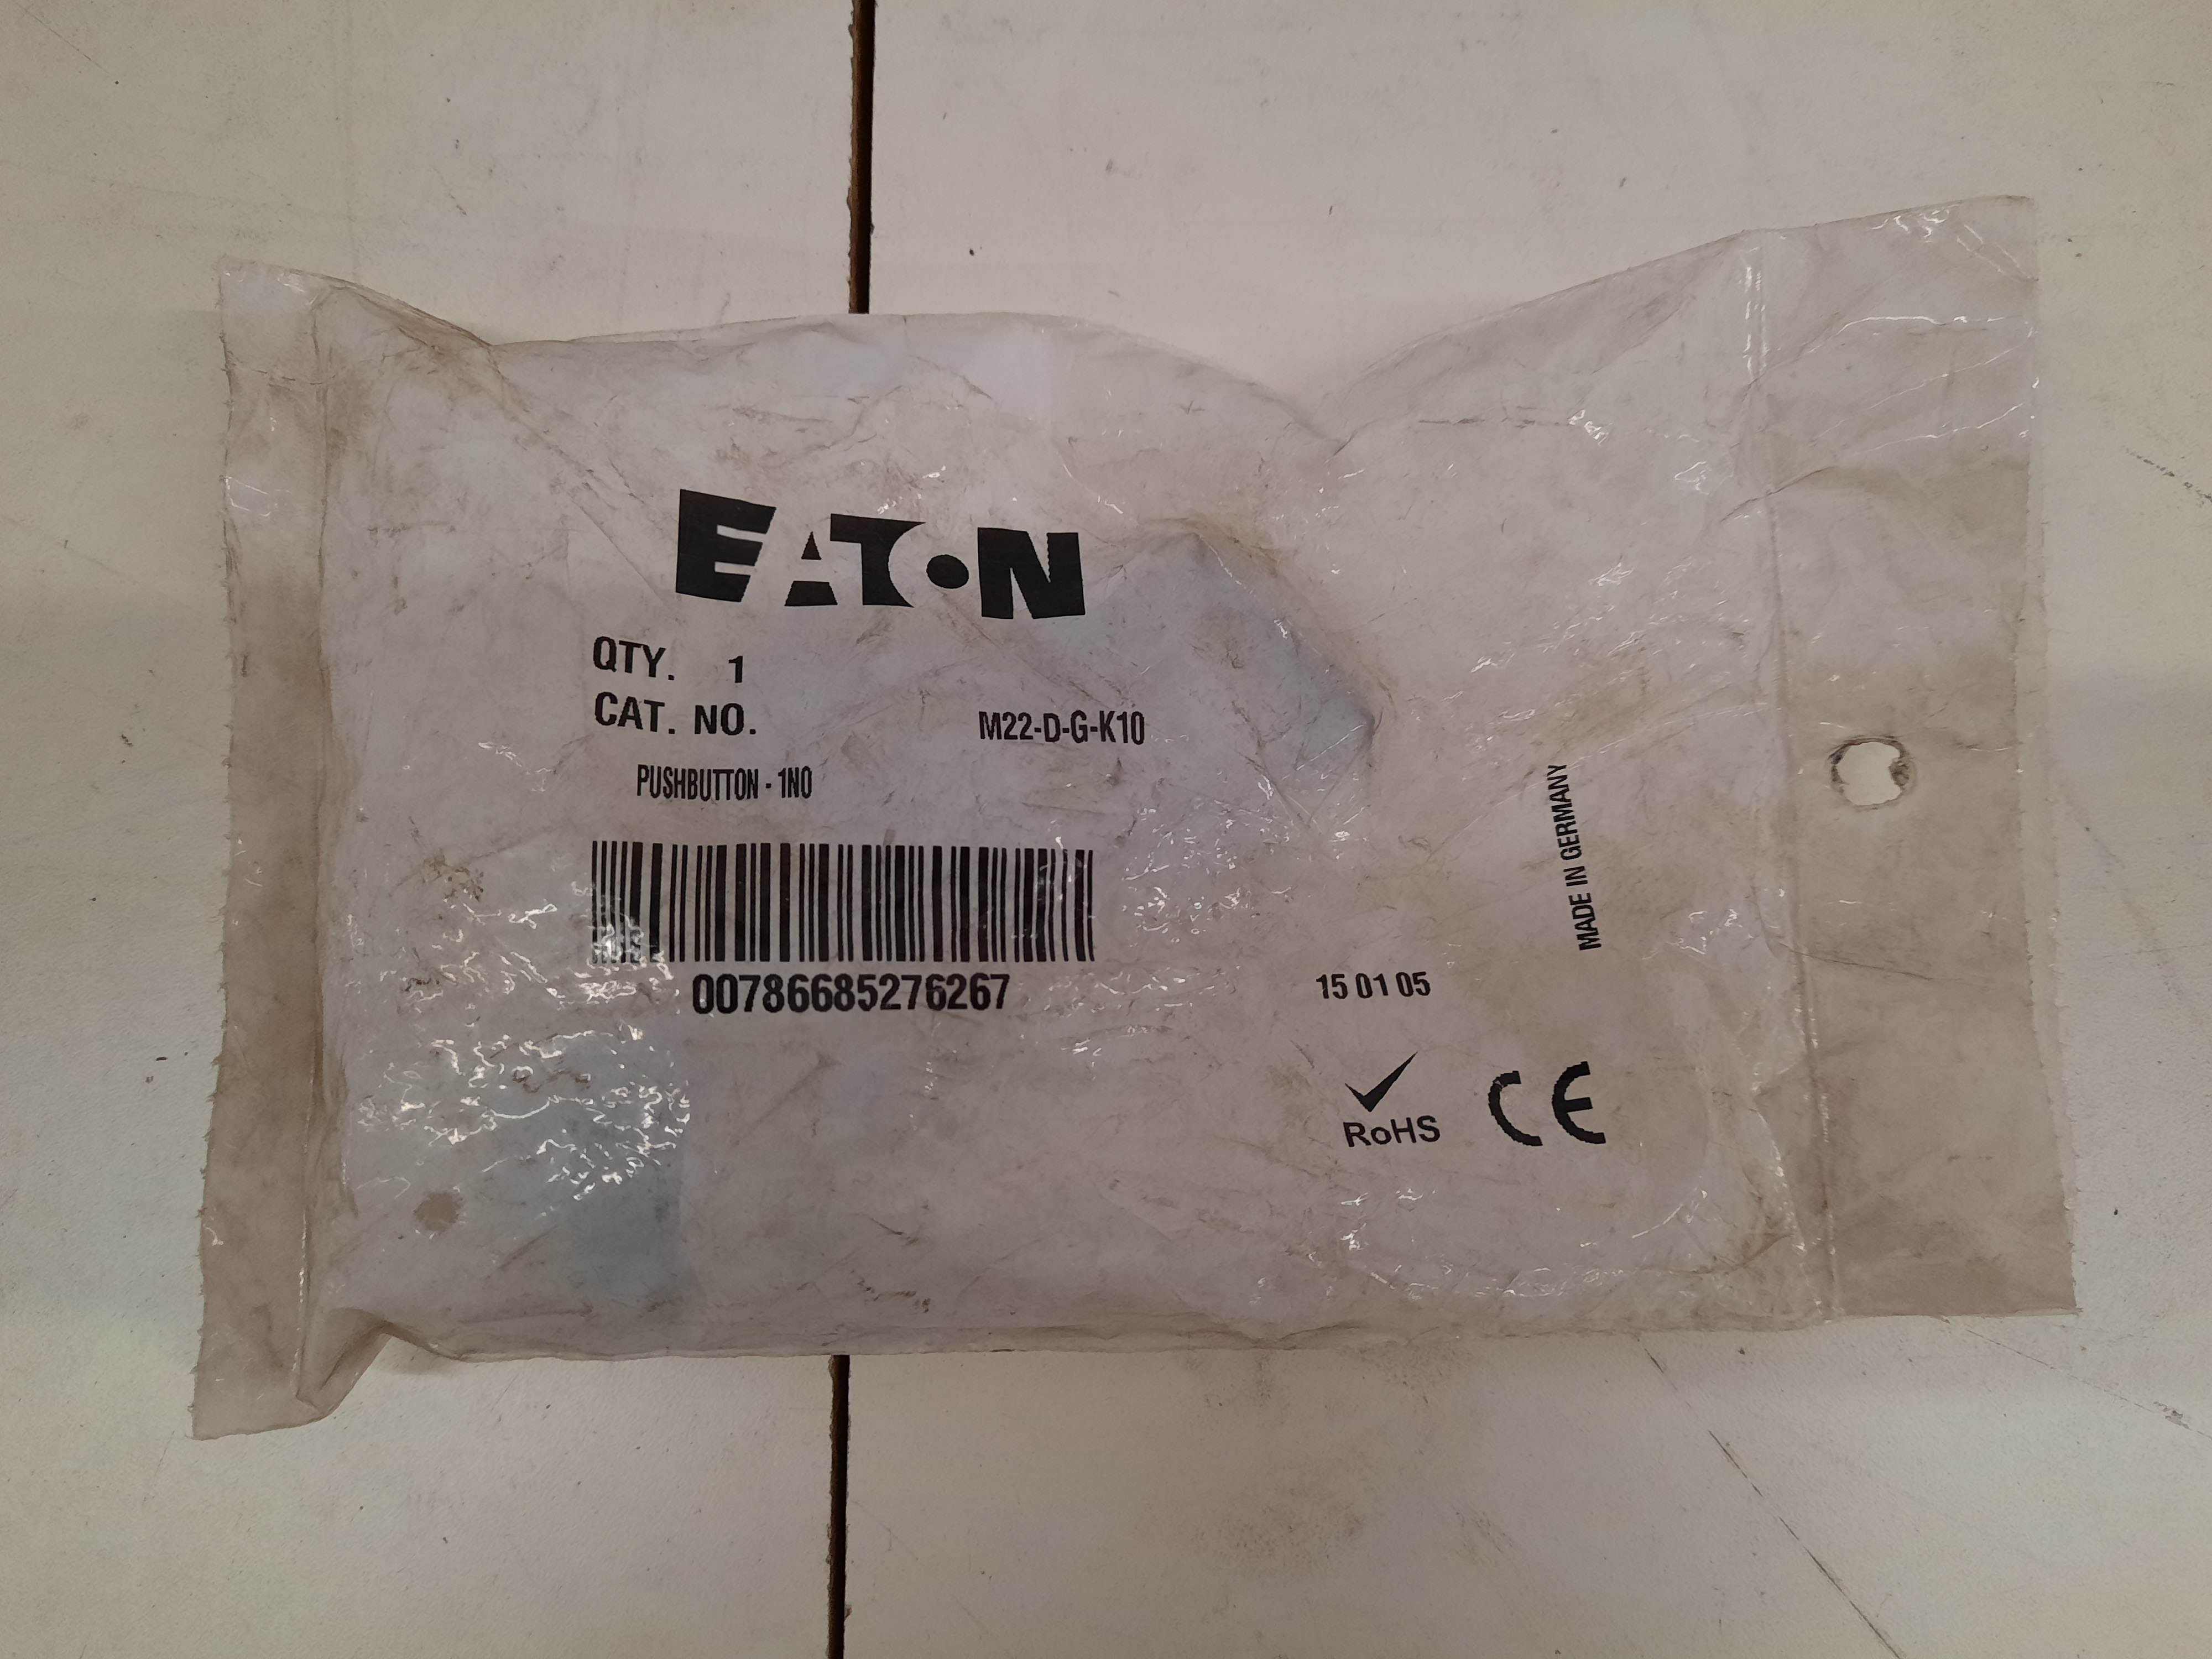 EATON
QTY. 1
CAT. NO. M22-D-G-K10
PUSHBUTTON - 1NO
00786685276267
MADE IN GERMANY
15 01 05
RoHS CE